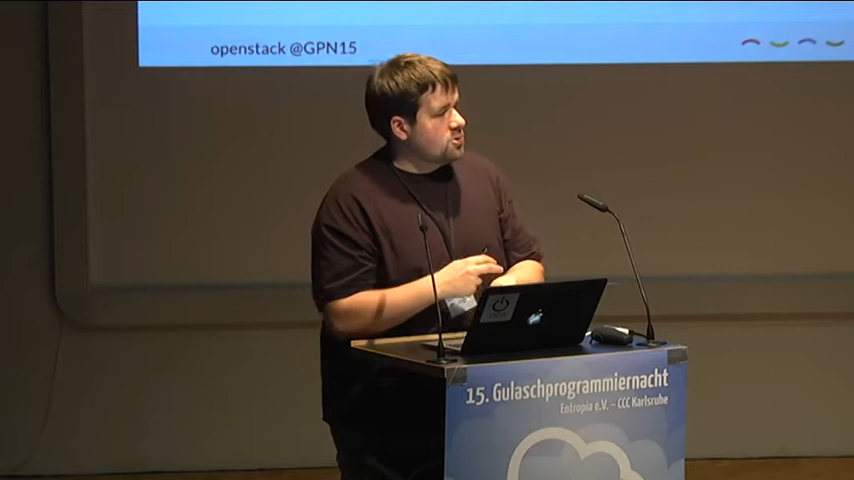 openstack @GPN15
15. Gulaschprogrammiernacht
Entropia e.V. – CCC Karlsruhe